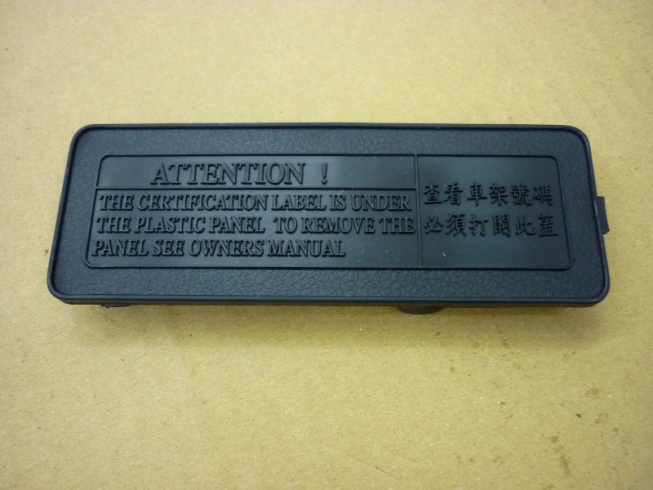 ATTENTION !
THE CERTIFICATION LABEL IS UNDER
THE PLASTIC PANEL TO REMOVE THE
PANEL SEE OWNERS MANUAL
查看車架號碼
必須打開此蓋